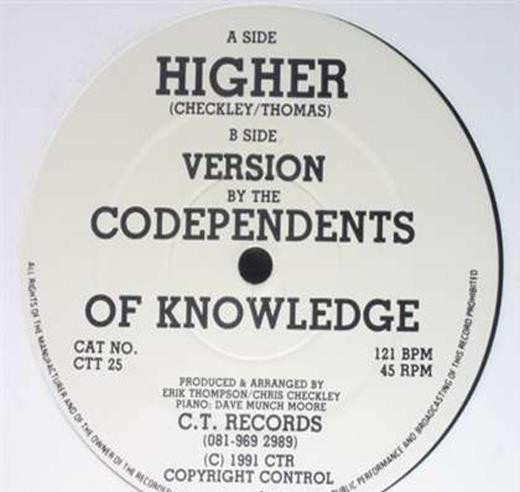 A SIDE
HIGHER
(CHECKLEY/THOMAS)
B SIDE
VERSION
BY THE
CODEPENDENTS
OF KNOWLEDGE
CAT NO.
CTT 25
121 BPM
45 RPM
PRODUCED & ARRANGED BY
ERIK THOMPSON/CHRIS CHECKLEY
PIANO: DAVE MUNCH MOORE
C.T. RECORDS
(081-969 2989)
(C) 1991 CTR
COPYRIGHT CONTROL
ALL RIGHTS OF THE MANUFACTURER AND OF THE OWNER OF THE RECORDED
PUBLIC PERFORMANCE AND BROADCASTING OF THIS RECORD PROHIBITED